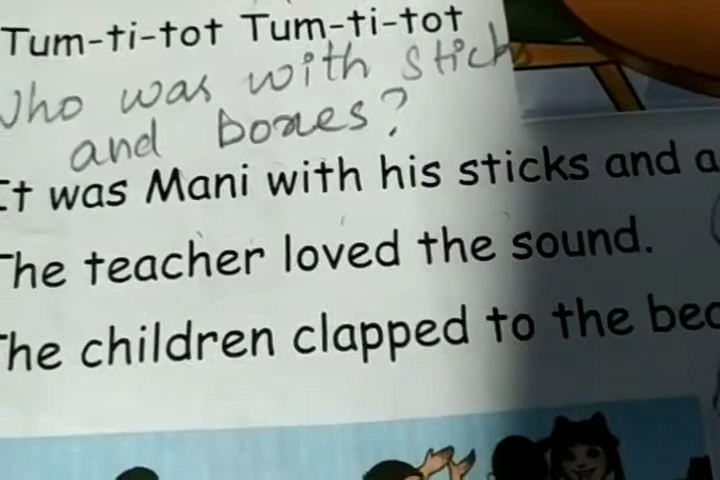 Tum-ti-tot Tum-ti-tot
Who was with stick
and boxes?
It was Mani with his sticks and a
The teacher loved the sound.
The children clapped to the